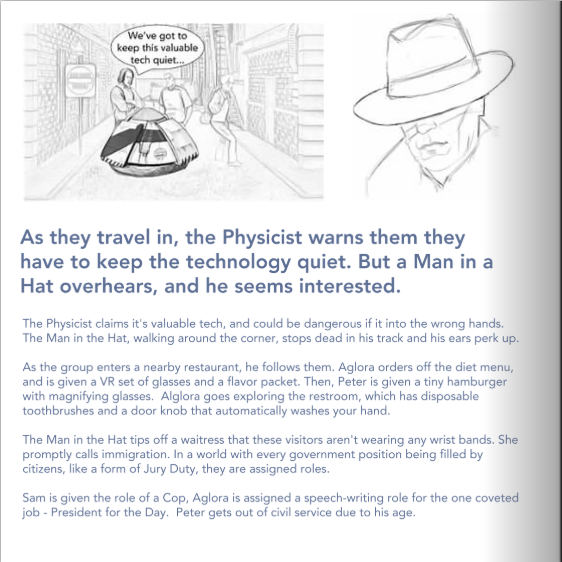 We've got to
keep this valuable
tech quiet...
As they travel in, the Physicist warns them they
have to keep the technology quiet. But a Man in a
Hat overhears, and he seems interested.
The Physicist claims it's valuable tech, and could be dangerous if it into the wrong hands.
The Man in the Hat, walking around the corner, stops dead in his track and his ears perk up.
As the group enters a nearby restaurant, he follows them. Aglora orders off the diet menu,
and is given a VR set of glasses and a flavor packet. Then, Peter is given a tiny hamburger
with magnifying glasses. Alglora goes exploring the restroom, which has disposable
toothbrushes and a door knob that automatically washes your hand.
The Man in the Hat tips off a waitress that these visitors aren't wearing any wrist bands. She
promptly calls immigration. In a world with every government position being filled by
citizens, like a form of Jury Duty, they are assigned roles.
Sam is given the role of a Cop, Aglora is assigned a speech-writing role for the one coveted
job - President for the Day. Peter gets out of civil service due to his age.